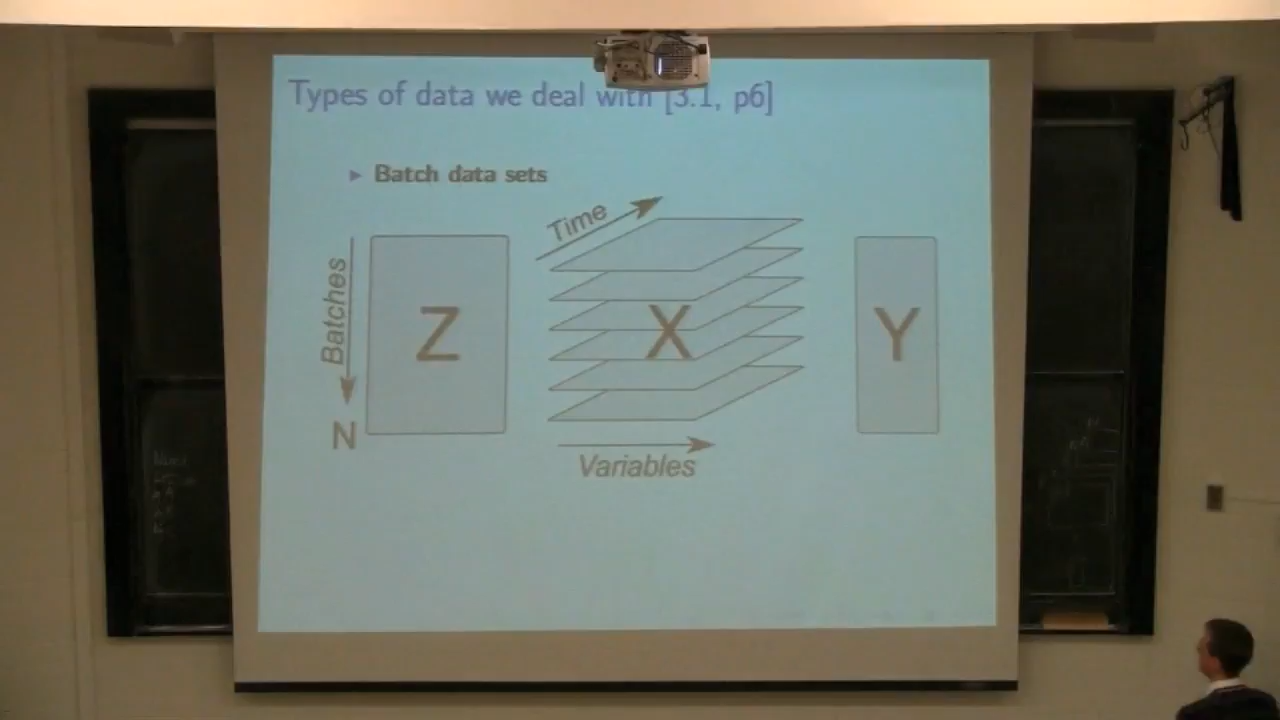 Types of data we deal with [3.1, p6]
▶ Batch data sets
Time
Batches
Z
X
Y
N
Variables